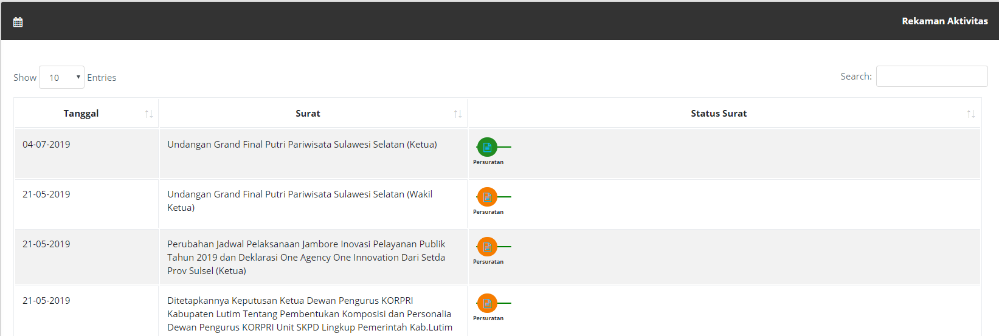 Rekaman Aktivitas
Show 10 Entries
Search:
Tanggal Surat Status Surat
04-07-2019 Undangan Grand Final Putri Pariwisata Sulawesi Selatan (Ketua)
Persuratan
21-05-2019 Undangan Grand Final Putri Pariwisata Sulawesi Selatan (Wakil
Ketua)
Persuratan
21-05-2019 Perubahan Jadwal Pelaksanaan Jambore Inovasi Pelayanan Publik
Tahun 2019 dan Deklarasi One Agency One Innovation Dari Setda
Prov Sulsel (Ketua)
Persuratan
21-05-2019 Ditetapkannya Keputusan Ketua Dewan Pengurus KORPRI
Kabupaten Lutim Tentang Pembentukan Komposisi dan Personalia
Dewan Pengurus KORPRI Unit SKPD Lingkup Pemerintah Kab.Lutim
Persuratan